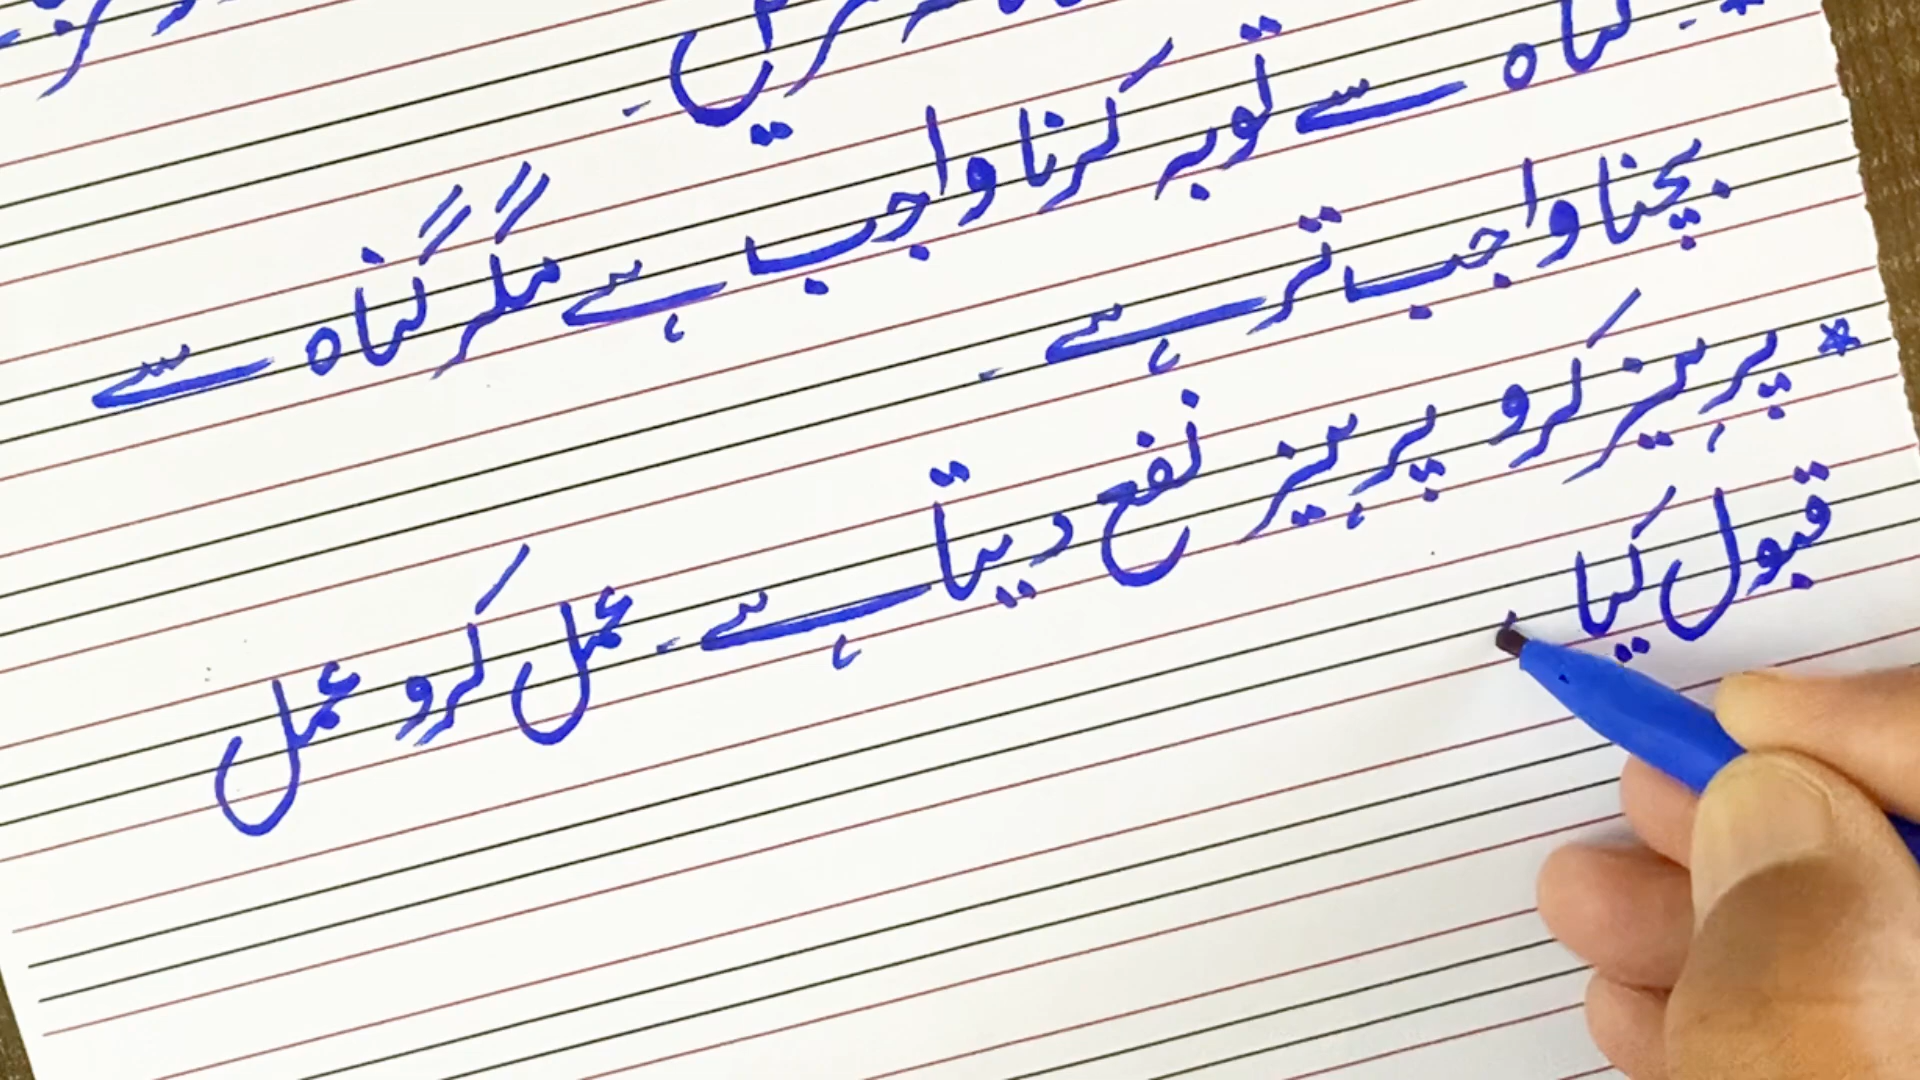 * گناہ سے توبہ کرنا واجب ہے مگر گناہ سے
بچنا واجب تر ہے ۔
* پرہیز کرو پرہیز نفع دیتا ہے ۔ عمل کرو عمل
قبول کیا